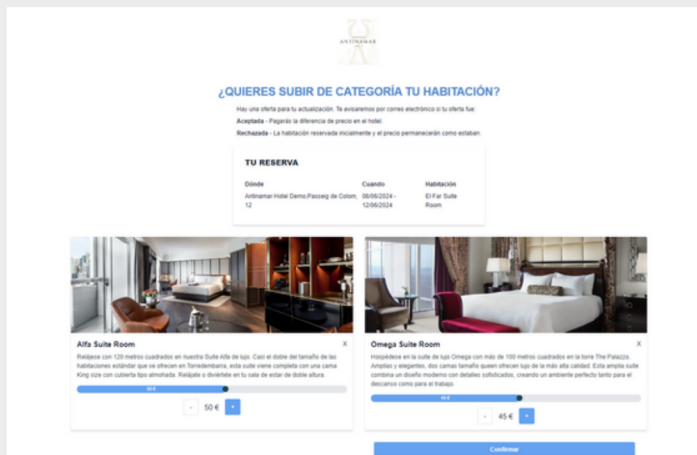 ANTINAMAR
¿QUIERES SUBIR DE CATEGORÍA TU HABITACIÓN?
Hay una oferta para tu actualización. Te avisaremos por correo electrónico si tu oferta fue:
Aceptada - Pagarás la diferencia de precio en el hotel.
Rechazada - La habitación reservada inicialmente y el precio permanecerán como estaban.
TU RESERVA
Dónde Cuando Habitación
Antinamar Hotel Demo,Passeig de Colom, 08/06/2024 - El Far Suite
12 12/06/2024 Room
Alfa Suite Room X
Relájese con 120 metros cuadrados en nuestra Suite Alfa de lujo. Casi el doble del tamaño de las
habitaciones estándar que se ofrecen en Torredembarra, esta suite viene completa con una cama
King size con cubierta tipo almohada. Relájate o diviértete en tu sala de estar de doble altura.
50 €
- 50 € +
Omega Suite Room X
Hospédese en la suite de lujo Omega con más de 100 metros cuadrados en la torre The Palazzo.
Amplias y elegantes, dos camas tamaño queen ofrecen lujo de la más alta calidad. Esta amplia suite
combina un diseño moderno con detalles sofisticados, creando un ambiente perfecto tanto para el
descanso como para el trabajo.
45 €
- 45 € +
Confirmar